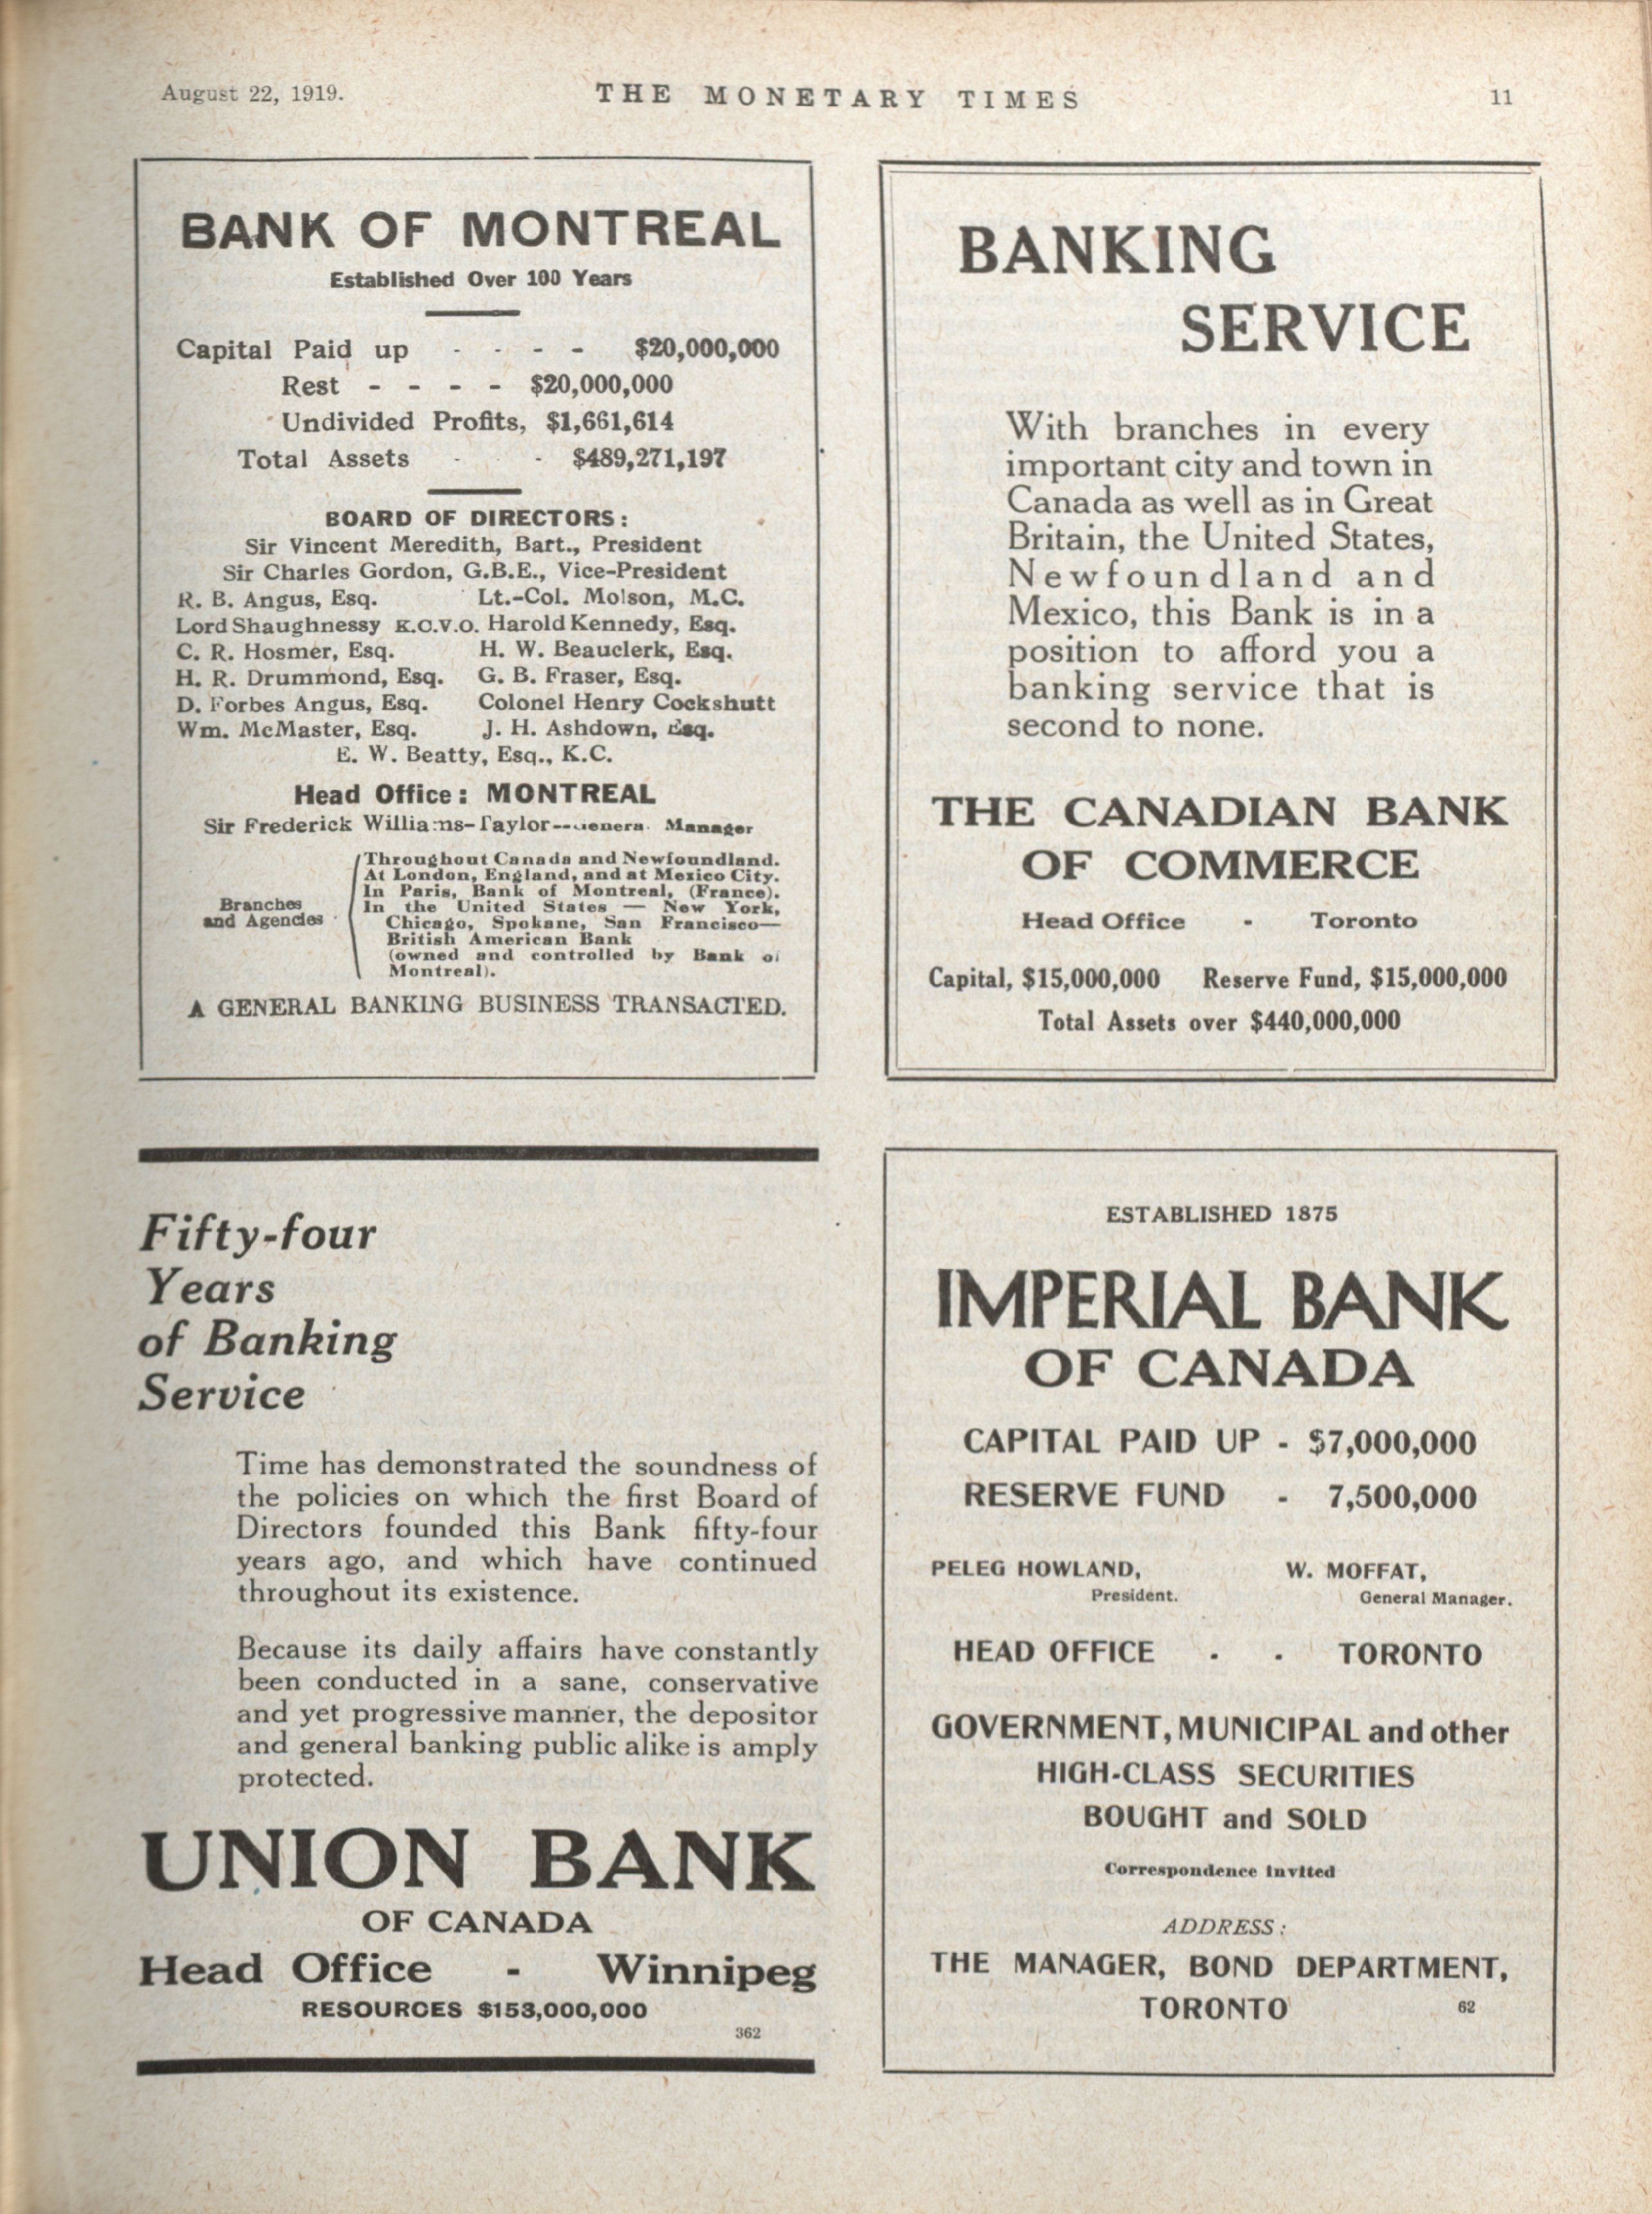 August 22, 1919.
THE MONETARY TIMES
11
BANK OF MONTREAL
Established Over 100 Years
Capital Paid up - - - - $20,000,000
Rest - - - - $20,000,000
Undivided Profits, $1,661,614
Total Assets - - $489,271,197
BOARD OF DIRECTORS:
Sir Vincent Meredith, Bart., President
Sir Charles Gordon, G.B.E., Vice-President
R. B. Angus, Esq. Lt.-Col. Molson, M.C.
Lord Shaughnessy K.C.V.O. Harold Kennedy, Esq.
C. R. Hosmer, Esq. H. W. Beauclerk, Esq.
H. R. Drummond, Esq. G. B. Fraser, Esq.
D. Forbes Angus, Esq. Colonel Henry Cockshutt
Wm. McMaster, Esq. J. H. Ashdown, Esq.
E. W. Beatty, Esq., K.C.
Head Office: MONTREAL
Sir Frederick Williams-Taylor--General Manager
Branches
and Agencies
Throughout Canada and Newfoundland.
At London, England, and at Mexico City.
In Paris, Bank of Montreal, (France).
In the United States — New York,
Chicago, Spokane, San Francisco—
British American Bank
(owned and controlled by Bank of
Montreal).
A GENERAL BANKING BUSINESS TRANSACTED.
BANKING
SERVICE
With branches in every
important city and town in
Canada as well as in Great
Britain, the United States,
Newfoundland and
Mexico, this Bank is in a
position to afford you a
banking service that is
second to none.
THE CANADIAN BANK
OF COMMERCE
Head Office - Toronto
Capital, $15,000,000 Reserve Fund, $15,000,000
Total Assets over $440,000,000
Fifty-four
Years
of Banking
Service
Time has demonstrated the soundness of
the policies on which the first Board of
Directors founded this Bank fifty-four
years ago, and which have continued
throughout its existence.
Because its daily affairs have constantly
been conducted in a sane, conservative
and yet progressive manner, the depositor
and general banking public alike is amply
protected.
UNION BANK
OF CANADA
Head Office - Winnipeg
RESOURCES $153,000,000
362
ESTABLISHED 1875
IMPERIAL BANK
OF CANADA
CAPITAL PAID UP - $7,000,000
RESERVE FUND - 7,500,000
PELEG HOWLAND, W. MOFFAT,
President. General Manager.
HEAD OFFICE - - TORONTO
GOVERNMENT, MUNICIPAL and other
HIGH-CLASS SECURITIES
BOUGHT and SOLD
Correspondence Invited
ADDRESS:
THE MANAGER, BOND DEPARTMENT,
TORONTO 62